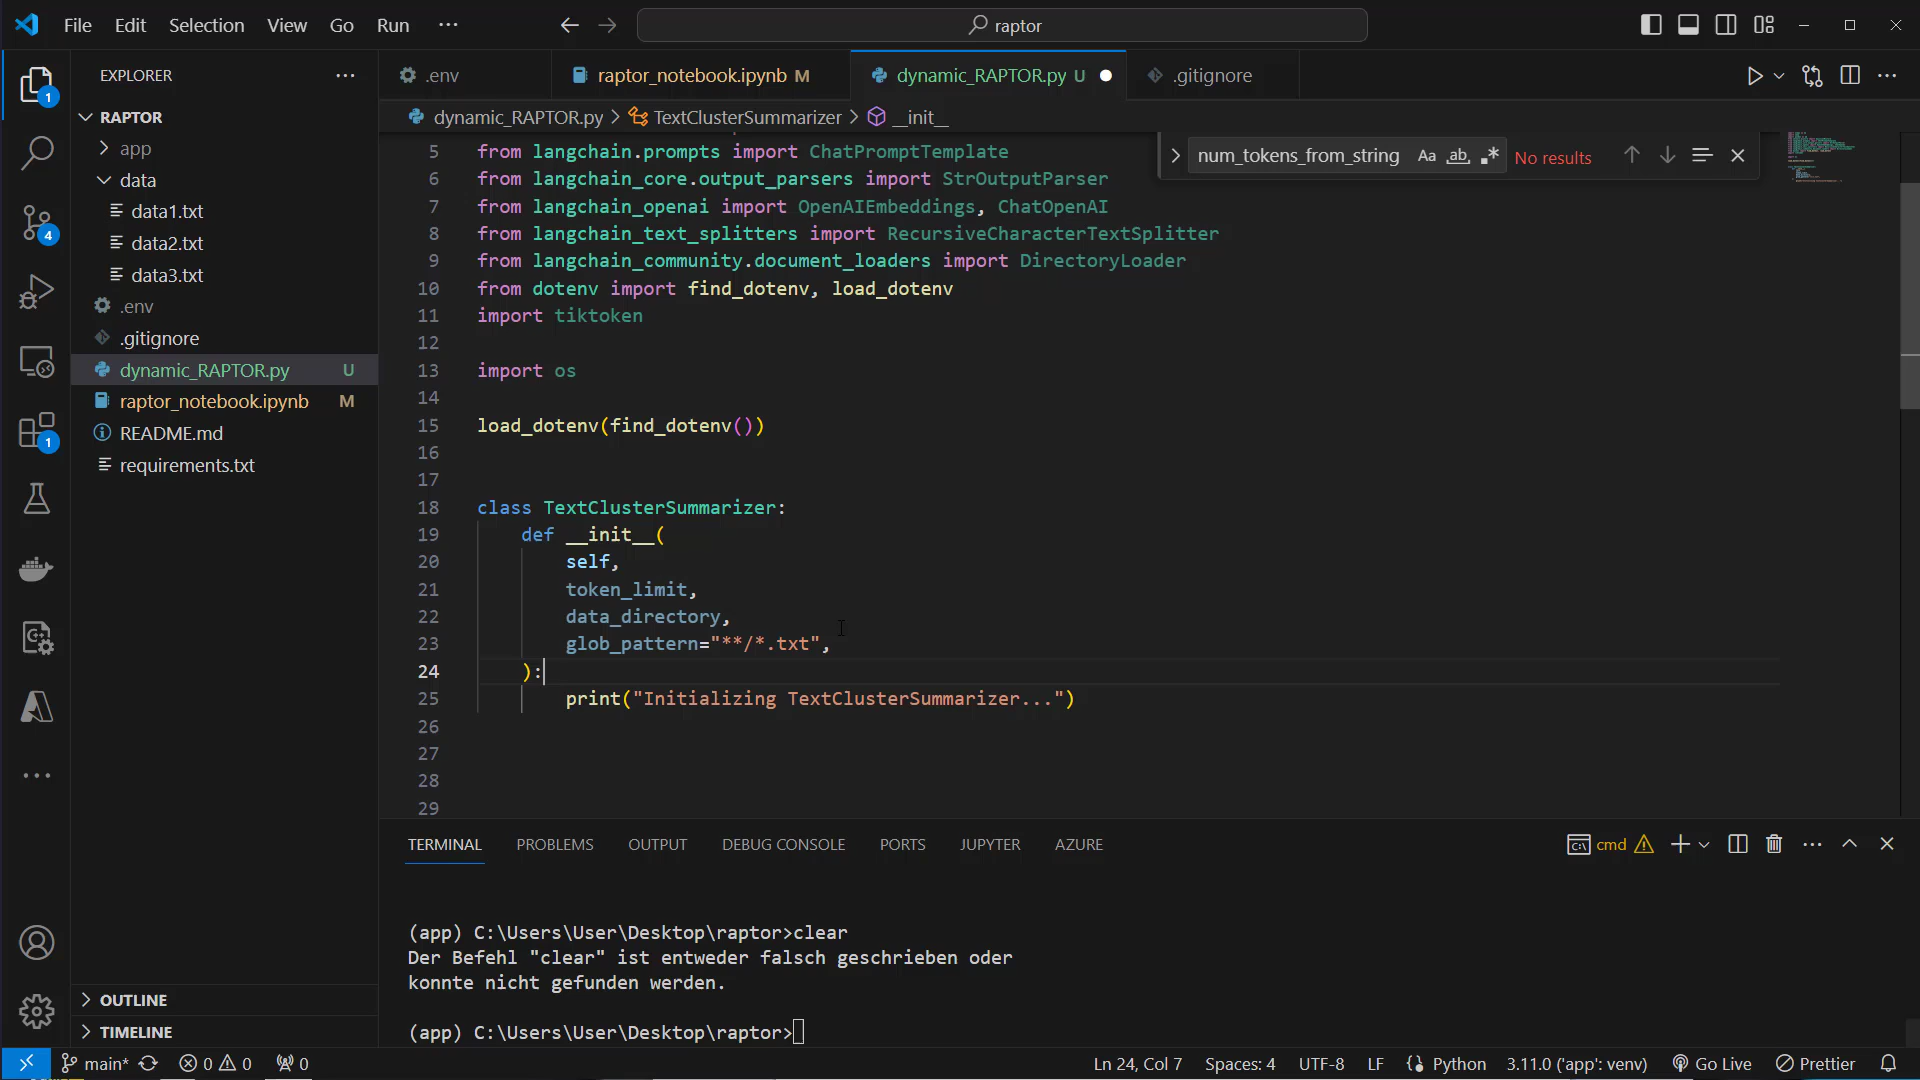 File Edit Selection View Go Run ···
raptor
EXPLORER ···
.env
raptor_notebook.ipynb M
dynamic_RAPTOR.py U
.gitignore
dynamic_RAPTOR.py > TextClusterSummarizer > __init__
RAPTOR
app
data
data1.txt
data2.txt
data3.txt
.env
.gitignore
dynamic_RAPTOR.py U
raptor_notebook.ipynb M
README.md
requirements.txt
OUTLINE
TIMELINE
1
4
1
num_tokens_from_string Aa ab .* No results
5 from langchain.prompts import ChatPromptTemplate
6 from langchain_core.output_parsers import StrOutputParser
7 from langchain_openai import OpenAIEmbeddings, ChatOpenAI
8 from langchain_text_splitters import RecursiveCharacterTextSplitter
9 from langchain_community.document_loaders import DirectoryLoader
10 from dotenv import find_dotenv, load_dotenv
11 import tiktoken
12
13 import os
14
15 load_dotenv(find_dotenv())
16
17
18 class TextClusterSummarizer:
19 def __init__(
20 self,
21 token_limit,
22 data_directory,
23 glob_pattern="**/*.txt",
24 ):
25 print("Initializing TextClusterSummarizer...")
26
27
28
29
TERMINAL PROBLEMS OUTPUT DEBUG CONSOLE PORTS JUPYTER AZURE
cmd
(app) C:\Users\User\Desktop\raptor>clear
Der Befehl "clear" ist entweder falsch geschrieben oder
konnte nicht gefunden werden.
(app) C:\Users\User\Desktop\raptor>
main* 0 0 0
Ln 24, Col 7 Spaces: 4 UTF-8 LF Python 3.11.0 ('app': venv) Go Live Prettier